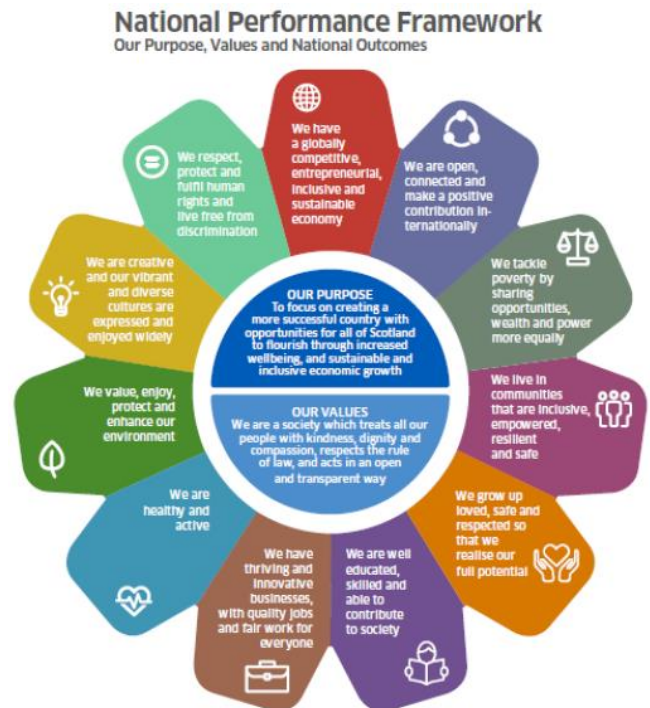 National Performance Framework
Our Purpose, Values and National Outcomes
We have
a globally
competitive,
entrepreneurial,
inclusive and
sustainable
economy
We are open,
connected and
make a positive
contribution in-
ternationally
We tackle
poverty by
sharing
opportunities,
wealth and power
more equally
We live in
communities
that are inclusive,
empowered,
resilient
and safe
We grow up
loved, safe and
respected so
that we
realise our
full potential
We are well
educated,
skilled and
able to
contribute
to society
We have
thriving and
innovative
businesses,
with quality jobs
and fair work for
everyone
We are
healthy and
active
We value, enjoy,
protect and
enhance our
environment
We are creative
and our vibrant
and diverse
cultures are
expressed and
enjoyed widely
We respect,
protect and
fulfil human
rights and
live free from
discrimination
OUR PURPOSE
To focus on creating a
more successful country with
opportunities for all of Scotland
to flourish through increased
wellbeing, and sustainable and
inclusive economic growth
OUR VALUES
We are a society which treats all our
people with kindness, dignity and
compassion, respects the rule
of law, and acts in an open
and transparent way